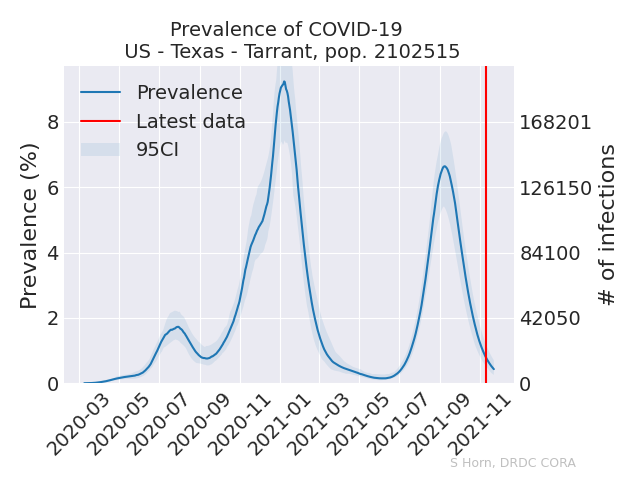 Prevalence of COVID-19
US - Texas - Tarrant, pop. 2102515
Prevalence
Latest data
95CI
Prevalence (%)
8
6
4
2
0
168201
126150
84100
42050
0
# of infections
2020-03
2020-05
2020-07
2020-09
2020-11
2021-01
2021-03
2021-05
2021-07
2021-09
2021-11
S Horn, DRDC CORA